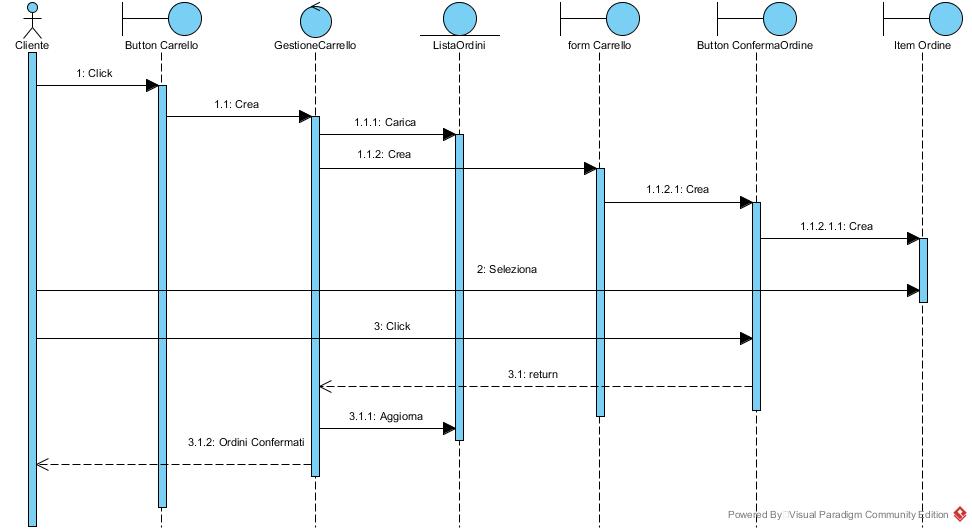 Cliente
Button Carrello
GestioneCarrello
ListaOrdini
form Carrello
Button ConfermaOrdine
Item Ordine
1: Click
1.1: Crea
1.1.1: Carica
1.1.2: Crea
1.1.2.1: Crea
1.1.2.1.1: Crea
2: Seleziona
3: Click
3.1: return
3.1.1: Aggiorna
3.1.2: Ordini Confermati
Powered By Visual Paradigm Community Edition